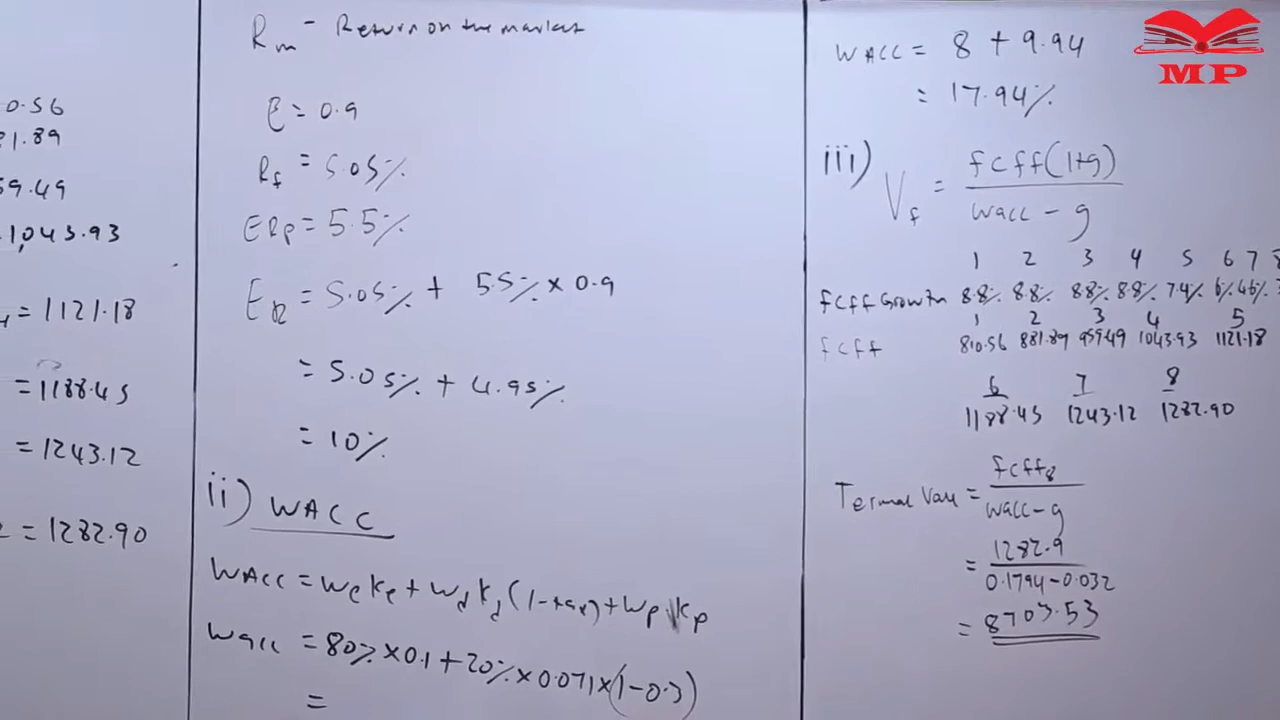 0.56
1.89
59.49
1,043.93
= 1121.18
= 1188.45
= 1243.12
= 1282.90
Rm - Return on the market
β = 0.9
Rf = 5.05%
ERP = 5.5%
= 5.05% + 5.5% × 0.9
= 5.05% + 4.95%
= 10%
ii) WACC
WACC = WeKe + WdKd(1-tax) + WpKp
Wacc = 80% × 0.1 + 20% × 0.071 × (1-0.3)
=
WACC = 8 + 9.94
= 17.94%
MP
iii) Vf = fcff(1+g)
Wacc - g
1 2 3 4 5 6 7 8
fcff Growth 8.8% 8.8% 8.8% 8.8% 7.4% 6% 4.6%
1 2 3 4 5
fcff 810.56 881.89 959.49 1043.93 1121.18
6 7 8
1188.45 1243.12 1282.90
= fcff8
Wacc - g
= 1282.9
0.1794 - 0.032
= 8703.53